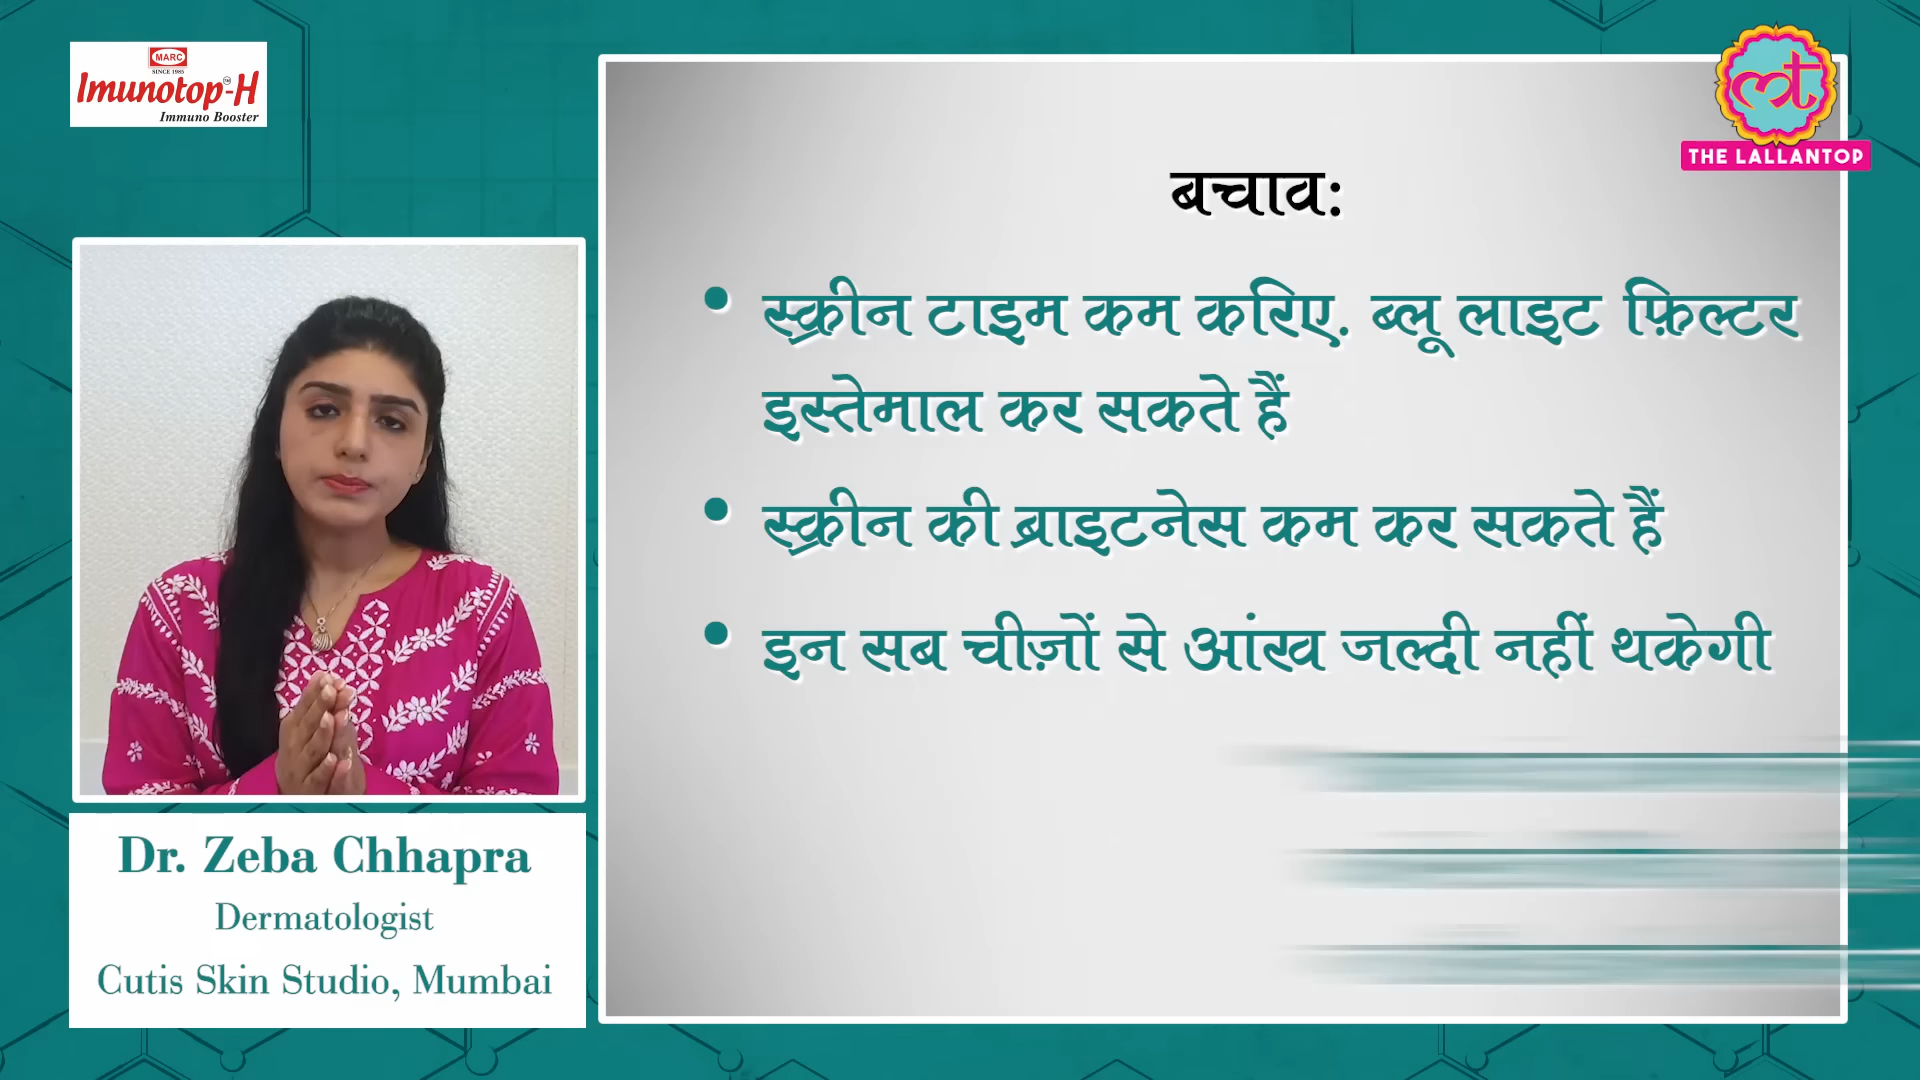 MARC
SINCE 1985
Imunotop-H
TM
Immuno Booster
THE LALLANTOP
बचाव:
• स्क्रीन टाइम कम करिए. ब्लू लाइट फ़िल्टर
इस्तेमाल कर सकते हैं
• स्क्रीन की ब्राइटनेस कम कर सकते हैं
• इन सब चीज़ों से आंख जल्दी नहीं थकेगी
Dr. Zeba Chhapra
Dermatologist
Cutis Skin Studio, Mumbai